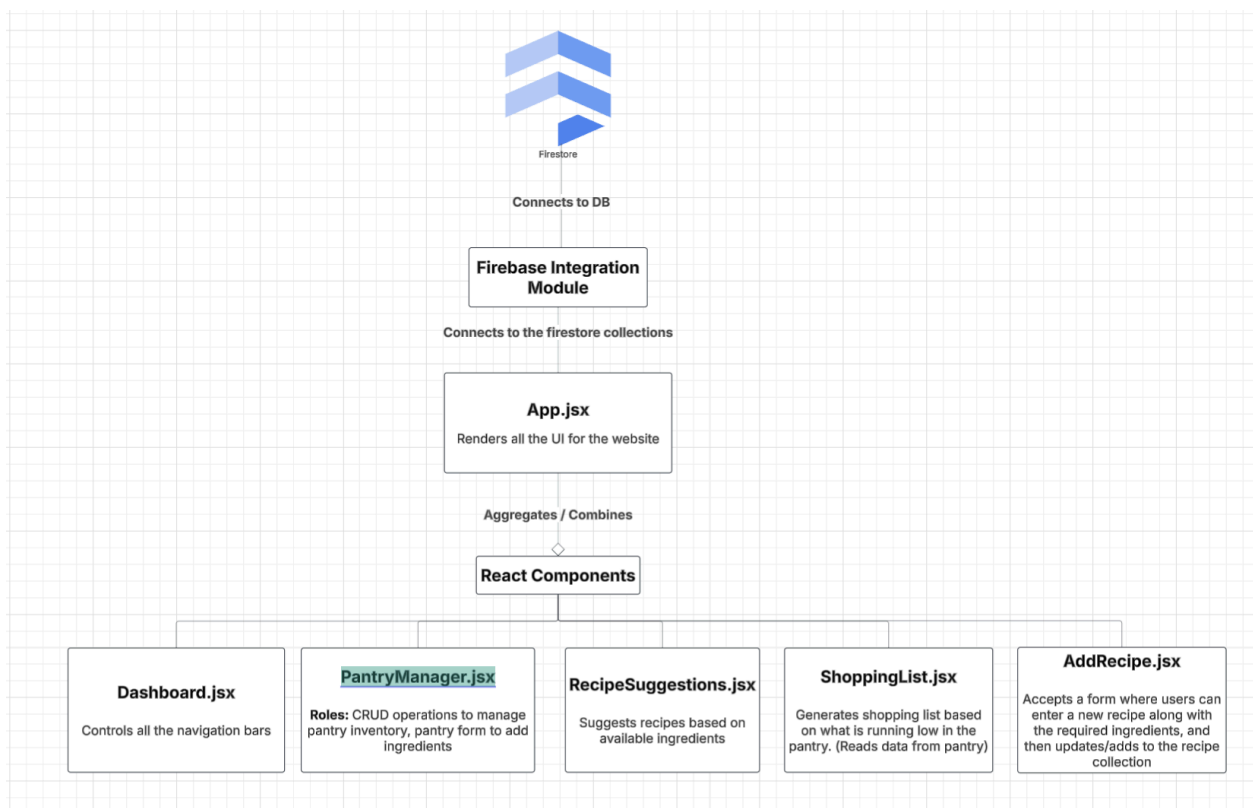 Firestore
Connects to DB
Firebase Integration
Module
Connects to the firestore collections
App.jsx
Renders all the UI for the website
Aggregates / Combines
React Components
Dashboard.jsx
Controls all the navigation bars
PantryManager.jsx
Roles: CRUD operations to manage
pantry inventory, pantry form to add
ingredients
RecipeSuggestions.jsx
Suggests recipes based on
available ingredients
ShoppingList.jsx
Generates shopping list based
on what is running low in the
pantry. (Reads data from pantry)
AddRecipe.jsx
Accepts a form where users can
enter a new recipe along with
the required ingredients, and
then updates/adds to the recipe
collection